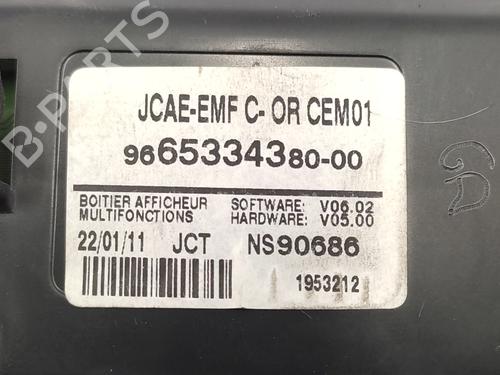 JCAE-EMF C- OR CEM01
9665334380-00
BOITIER AFFICHEUR SOFTWARE: V06.02
MULTIFONCTIONS HARDWARE: V05.00
22/01/11 JCT NS90686
1953212
B-PARTS